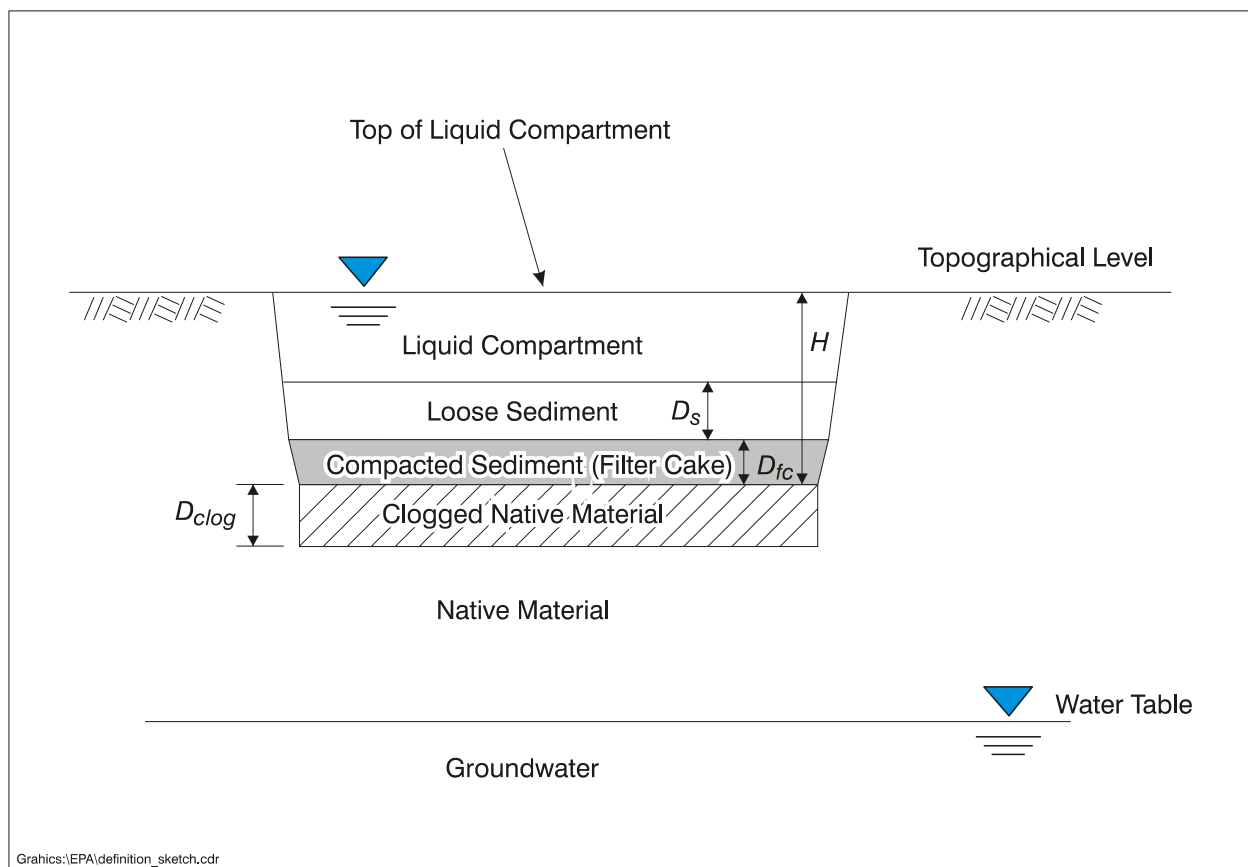 Top of Liquid Compartment
Topographical Level
Liquid Compartment
H
Loose Sediment
Ds
Compacted Sediment (Filter Cake)
Dfc
Dclog
Clogged Native Material
Native Material
Water Table
Groundwater
Grahics:\EPA\definition_sketch.cdr